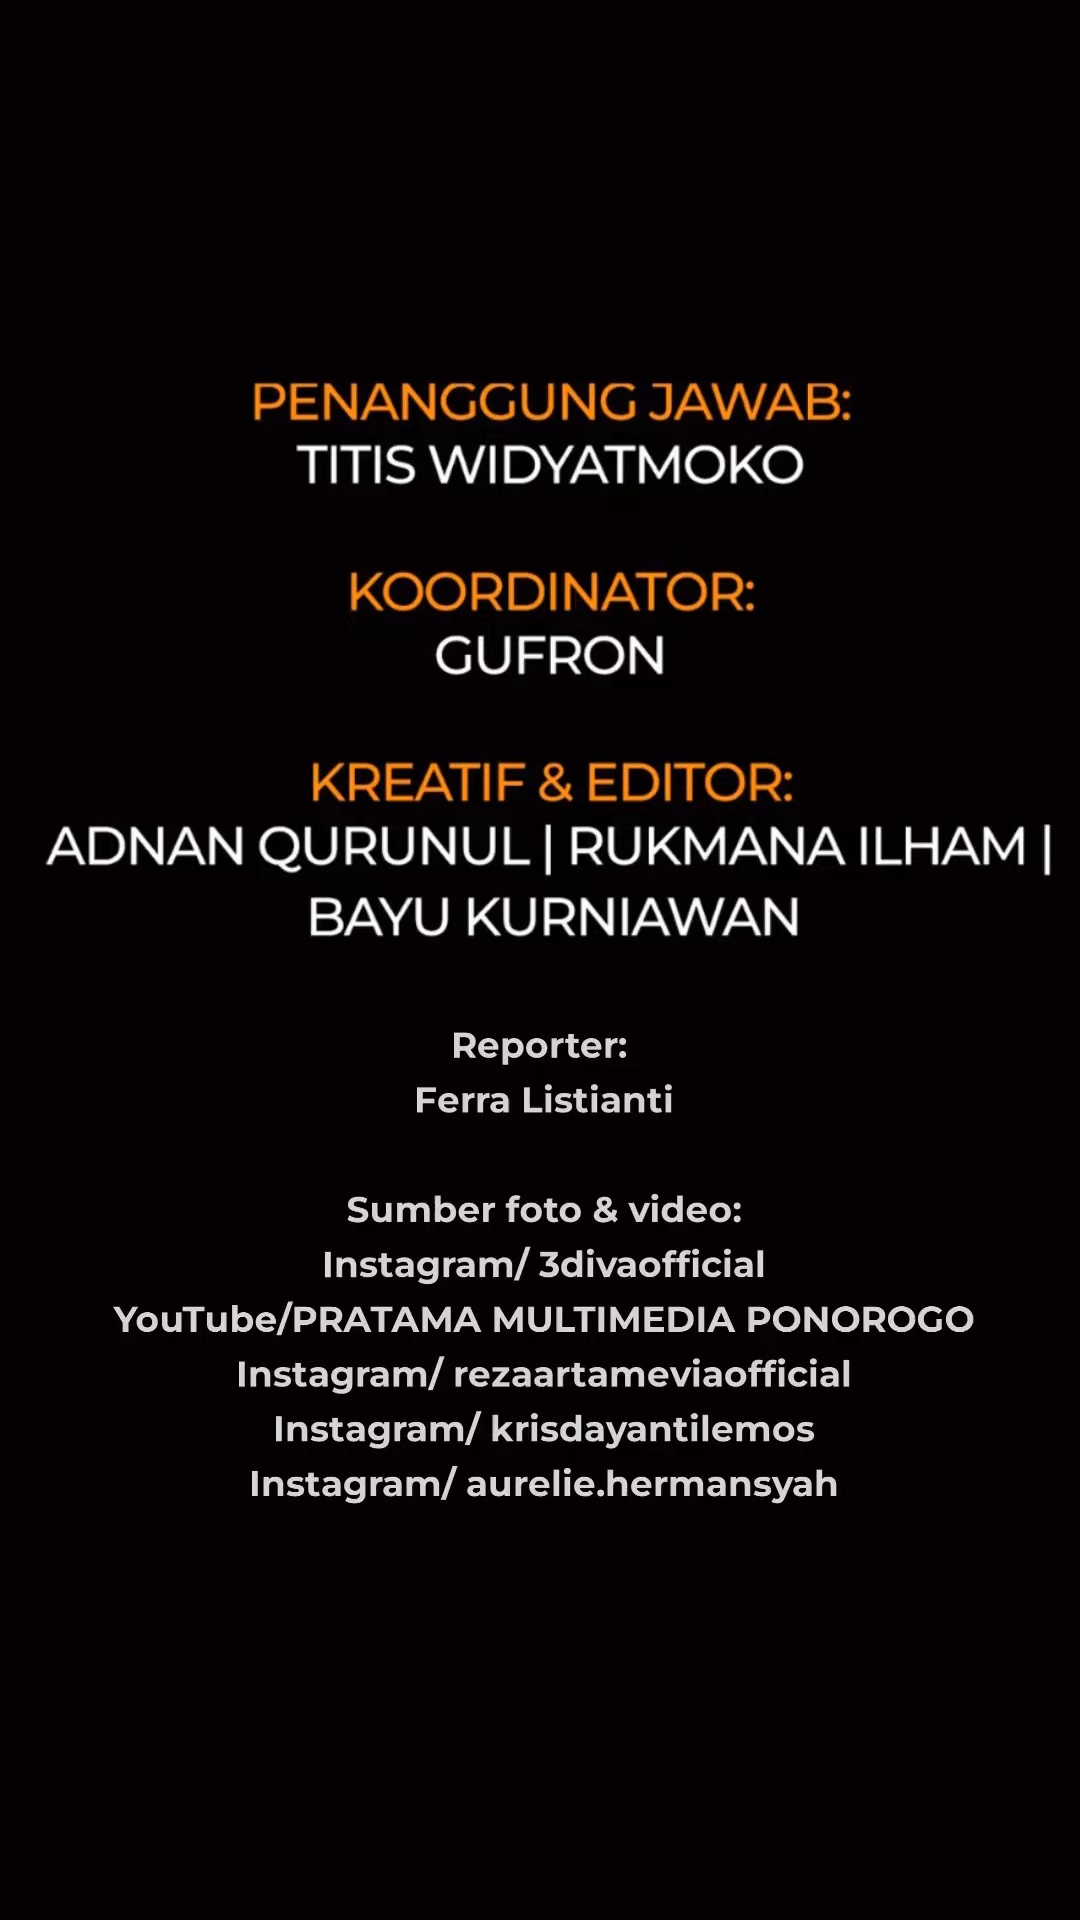 PENANGGUNG JAWAB:
TITIS WIDYATMOKO
KOORDINATOR:
GUFRON
KREATIF & EDITOR:
ADNAN QURUNUL | RUKMANA ILHAM |
BAYU KURNIAWAN
Reporter:
Ferra Listianti
Sumber foto & video:
Instagram/ 3divaofficial
YouTube/PRATAMA MULTIMEDIA PONOROGO
Instagram/ rezaartameviaofficial
Instagram/ krisdayantilemos
Instagram/ aurelie.hermansyah